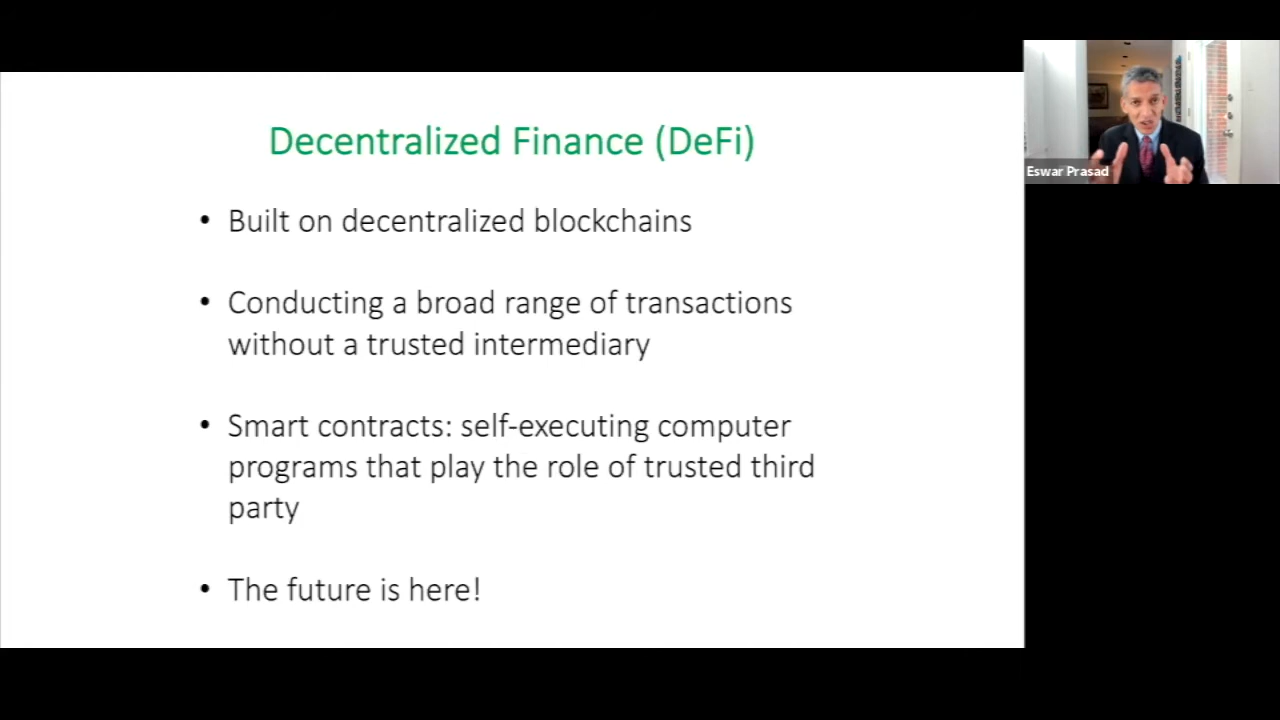 Decentralized Finance (DeFi)
• Built on decentralized blockchains
• Conducting a broad range of transactions
without a trusted intermediary
• Smart contracts: self-executing computer
programs that play the role of trusted third
party
• The future is here!
Eswar Prasad